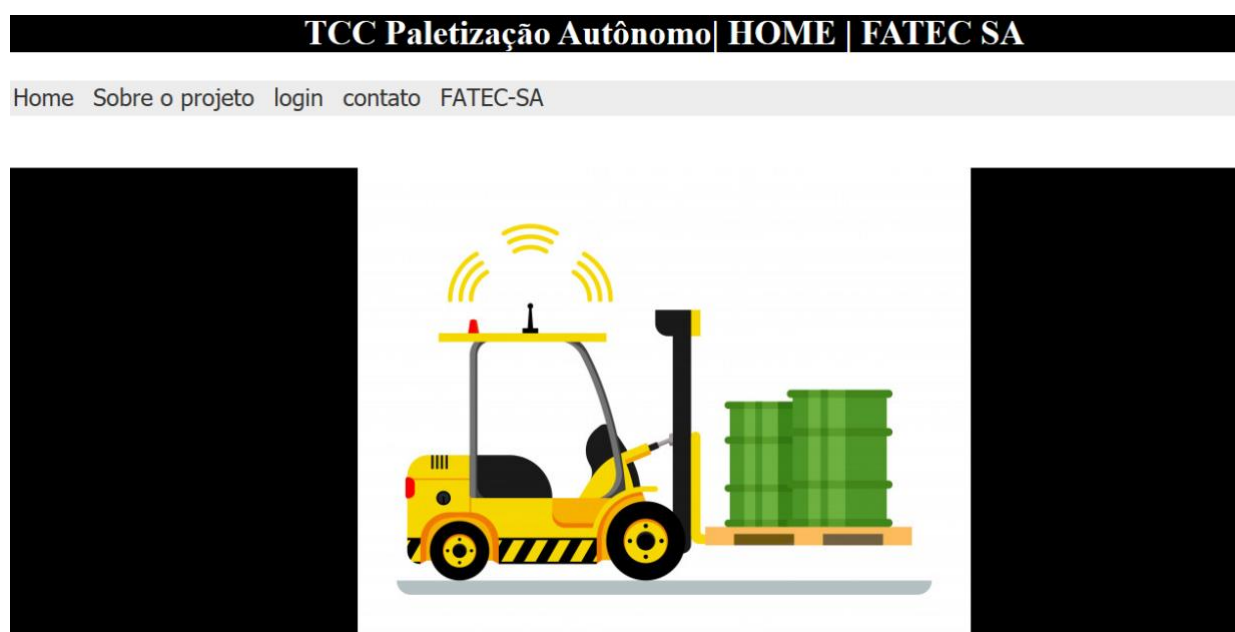 TCC Paletização Autônomo| HOME | FATEC SA
Home Sobre o projeto login contato FATEC-SA